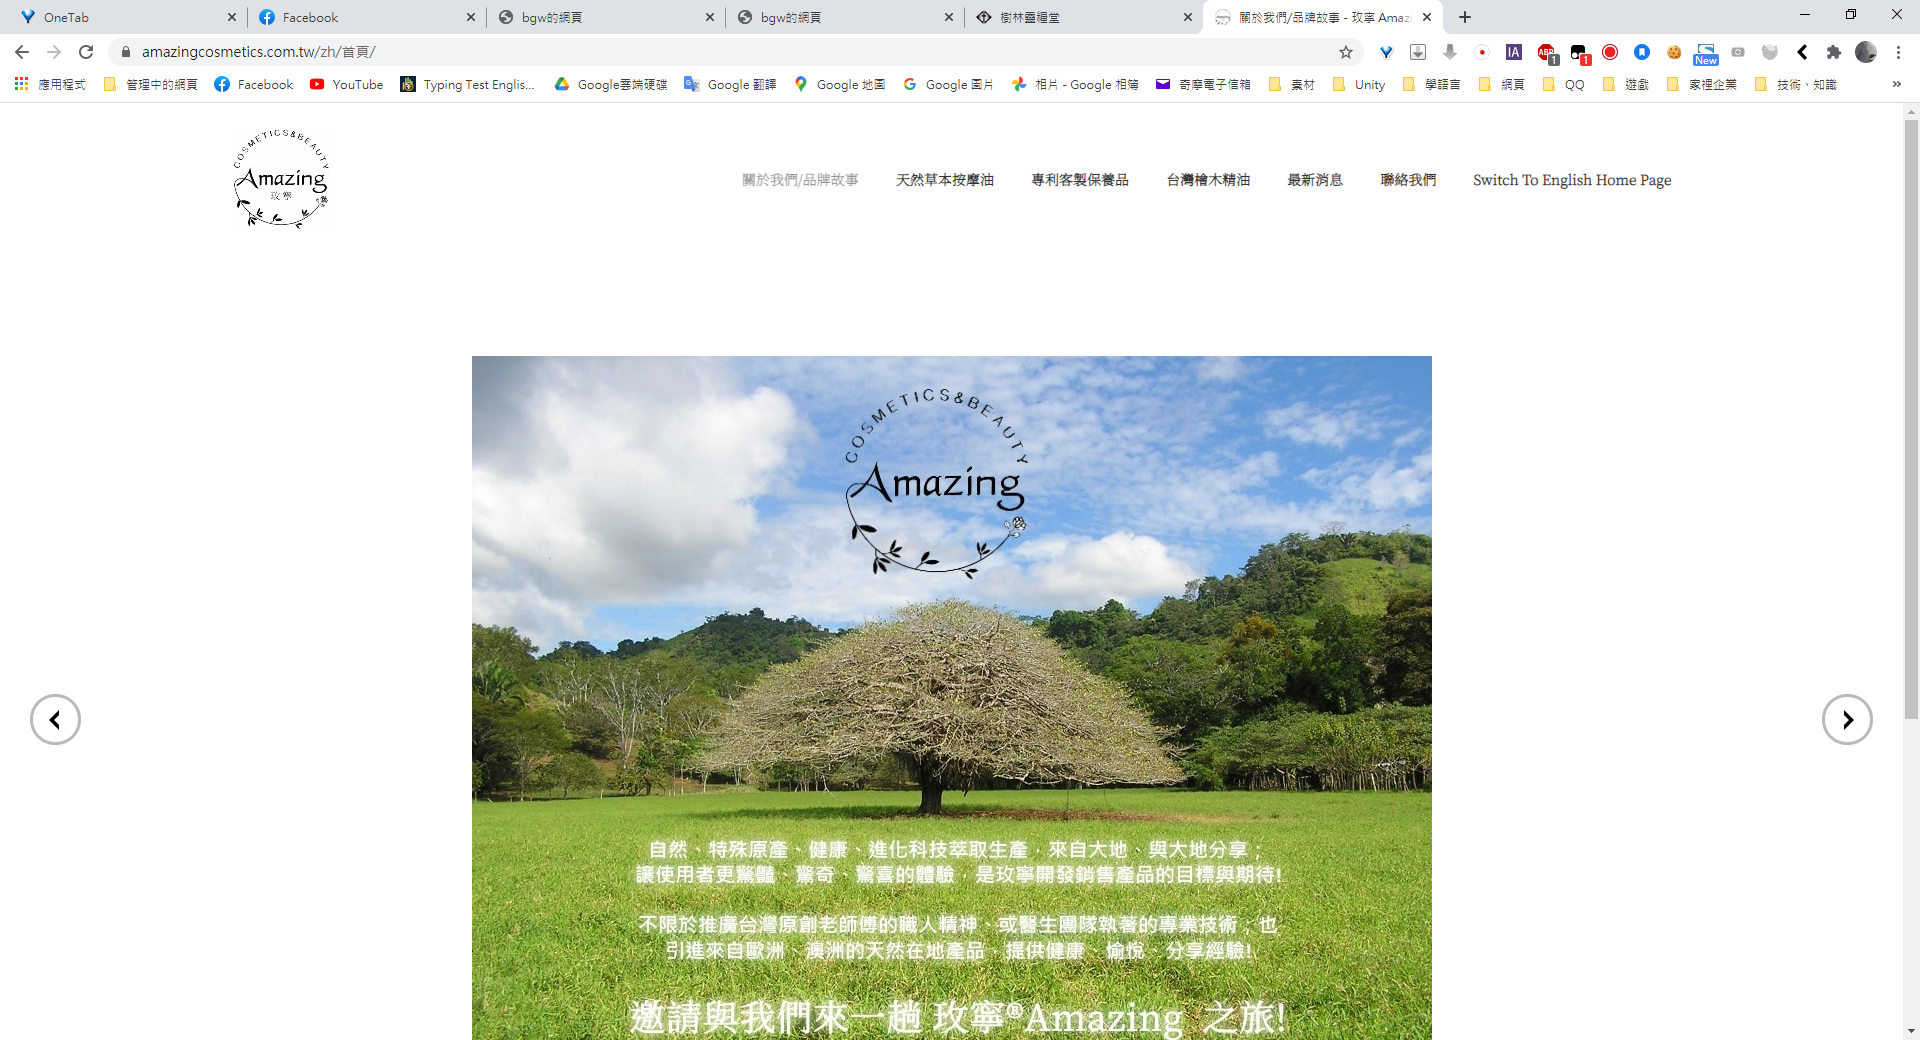 OneTab
Facebook
bgw的網頁
bgw的網頁
樹林靈糧堂
關於我們/品牌故事 - 玫寧 Amazi
amazingcosmetics.com.tw/zh/首頁/
IA
ABP
1
1
New
應用程式
管理中的網頁
Facebook
YouTube
Typing Test Englis...
Google雲端硬碟
Google 翻譯
Google 地圖
Google 圖片
相片 - Google 相簿
奇摩電子信箱
素材
Unity
學語言
網頁
QQ
遊戲
家裡企業
技術、知識
COSMETICS&BEAUTY
Amazing
玫寧
關於我們/品牌故事
天然草本按摩油
專利客製保養品
台灣檜木精油
最新消息
聯絡我們
Switch To English Home Page
COSMETICS&BEAUTY
Amazing
自然、特殊原產、健康、進化科技萃取生產，來自大地、與大地分享；
讓使用者更驚豔、驚奇、驚喜的體驗，是玫寧開發銷售產品的目標與期待!
不限於推廣台灣原創老師傅的職人精神、或醫生團隊執著的專業技術；也
引進來自歐洲、澳洲的天然在地產品，提供健康、愉悅、分享經驗!
邀請與我們來一趟 玫寧®Amazing 之旅!